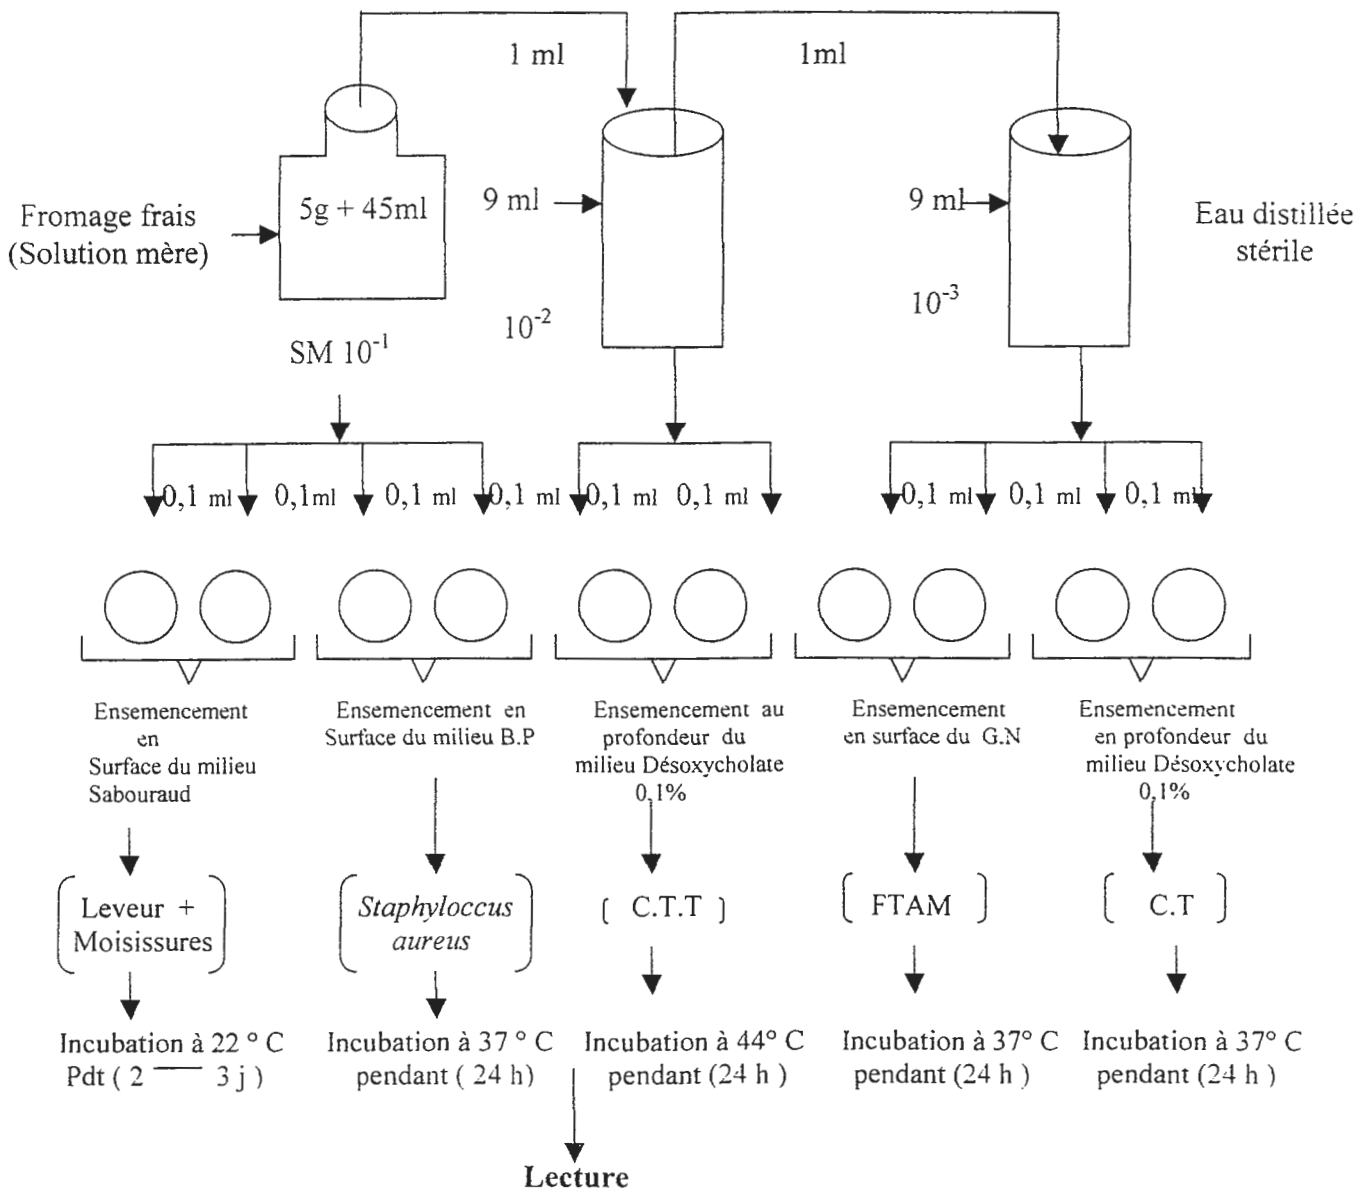 1 ml
1ml
5g + 45ml
9 ml
9 ml
Fromage frais
(Solution mère)
Eau distillée
stérile
10⁻²
10⁻³
SM 10⁻¹
0,1 ml
0,1ml
0,1 ml
0,1 ml
0,1 ml
0,1 ml
0,1 ml
0,1 ml
0,1 ml
Ensemencement
en
Surface du milieu
Sabouraud
Ensemencement en
Surface du milieu B.P
Ensemencement au
profondeur du
milieu Désoxycholate
0,1%
Ensemencement
en surface du G.N
Ensemencement
en profondeur du
milieu Désoxycholate
0,1%
Leveur +
Moisissures
Staphyloccus
aureus
C.T.T
FTAM
C.T
Incubation à 22 ° C
Pdt ( 2 — 3 j )
Incubation à 37 ° C
pendant ( 24 h)
Incubation à 44° C
pendant (24 h )
Incubation à 37° C
pendant (24 h )
Incubation à 37° C
pendant (24 h )
Lecture